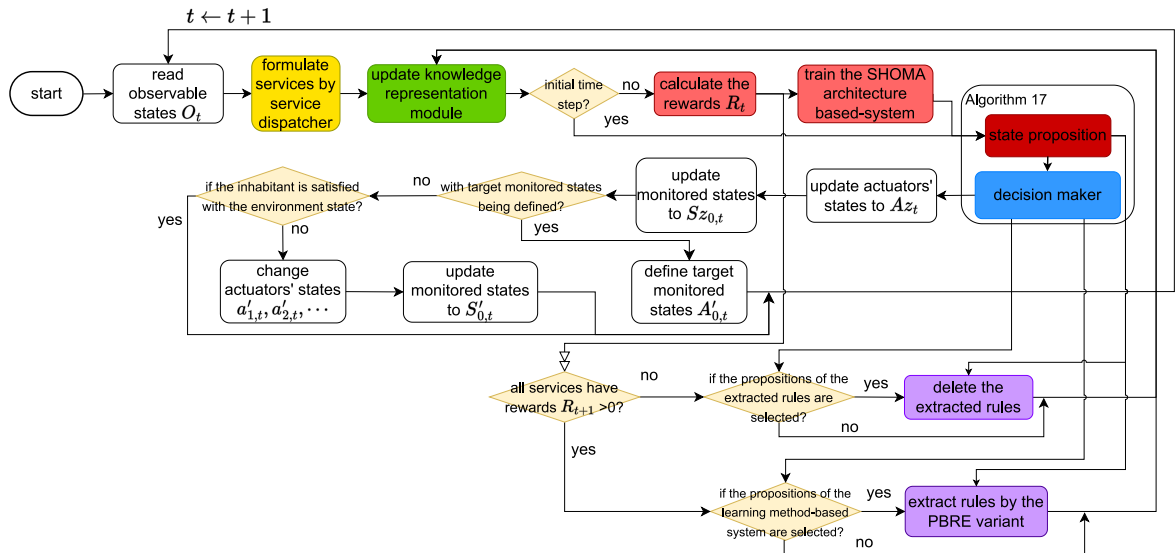 t ← t + 1
start
read
observable
states O_t
formulate
services by
service
dispatcher
update knowledge
representation
module
initial time
step?
no
yes
calculate the
rewards R_t
train the SHOMA
architecture
based-system
Algorithm 17
state proposition
decision maker
update actuators'
states to Az_t
update
monitored states
to Sz_{0,t}
with target monitored states
being defined?
no
yes
if the inhabitant is satisfied
with the environment state?
yes
no
change
actuators' states
a'_{1,t}, a'_{2,t}, ⋯
update
monitored states
to S'_{0,t}
define target
monitored
states A'_{0,t}
all services have
rewards R_{t+1} >0?
no
yes
if the propositions of the
extracted rules are
selected?
yes
no
delete the
extracted rules
if the propositions of the
learning method-based
system are selected?
yes
no
extract rules by the
PBRE variant